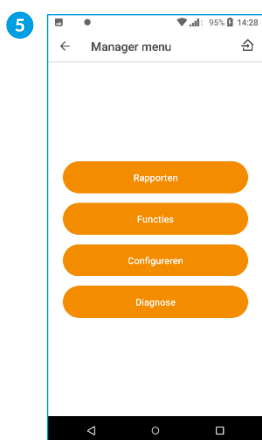 5
95% 14:28
Manager menu
Rapporten
Functies
Configureren
Diagnose